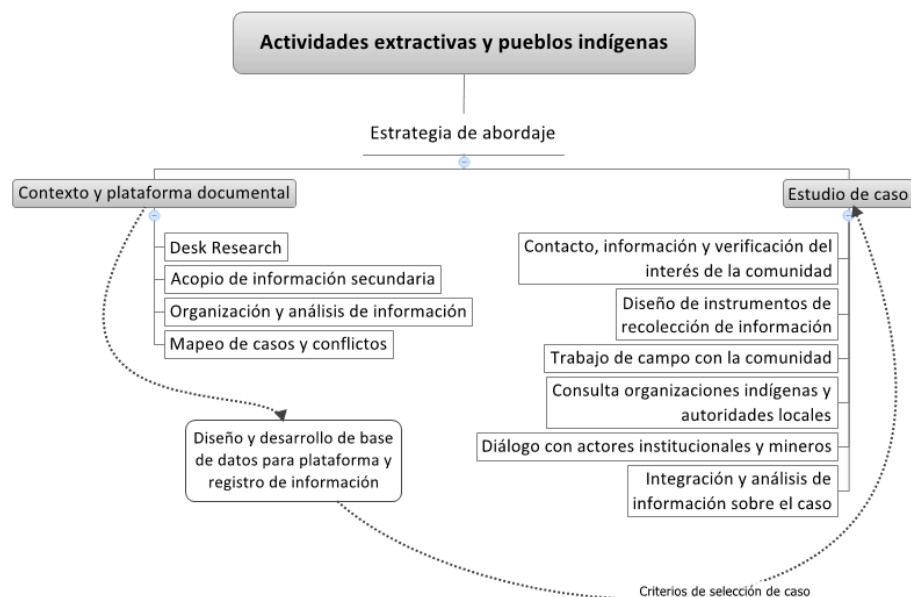 Actividades extractivas y pueblos indígenas
Estrategia de abordaje
Contexto y plataforma documental
Desk Research
Acopio de información secundaria
Organización y análisis de información
Mapeo de casos y conflictos
Diseño y desarrollo de base
de datos para plataforma y
registro de información
Estudio de caso
Contacto, información y verificación del
interés de la comunidad
Diseño de instrumentos de
recolección de información
Trabajo de campo con la comunidad
Consulta organizaciones indígenas y
autoridades locales
Diálogo con actores institucionales y mineros
Integración y análisis de
información sobre el caso
Criterios de selección de caso